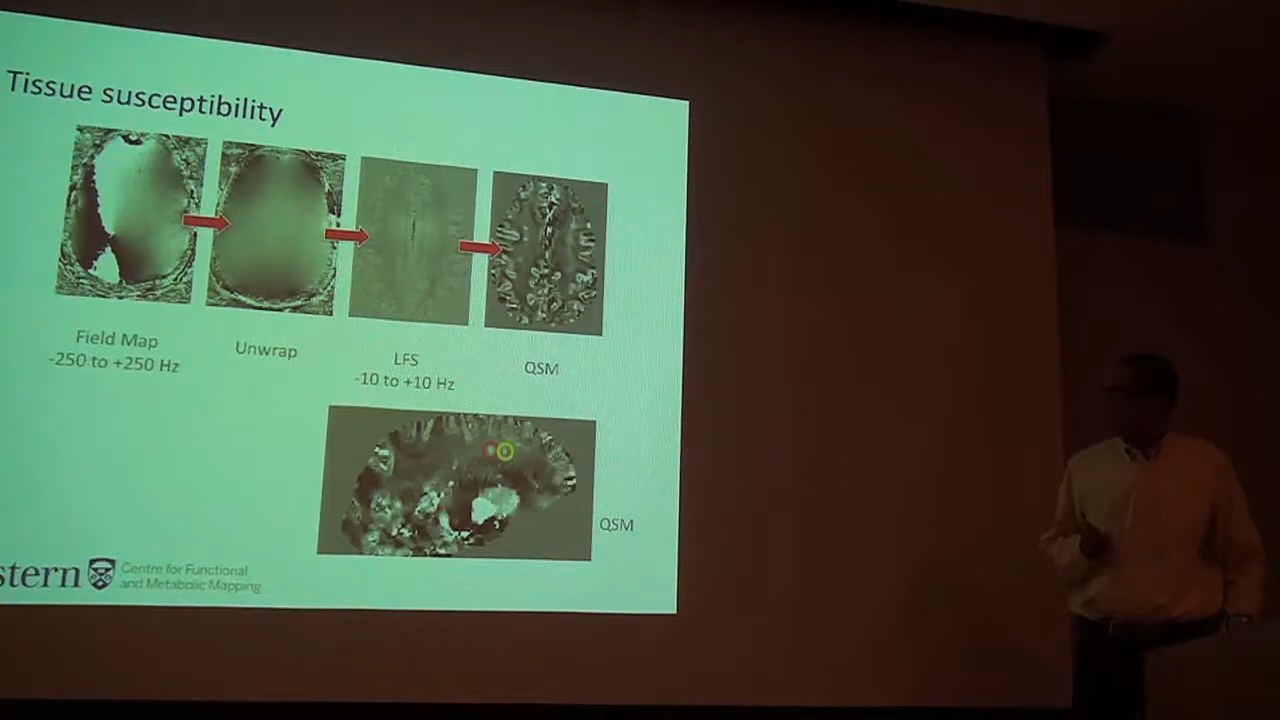 Tissue susceptibility
Field Map
-250 to +250 Hz
Unwrap
LFS
-10 to +10 Hz
QSM
QSM
stern
Centre for Functional
and Metabolic Mapping